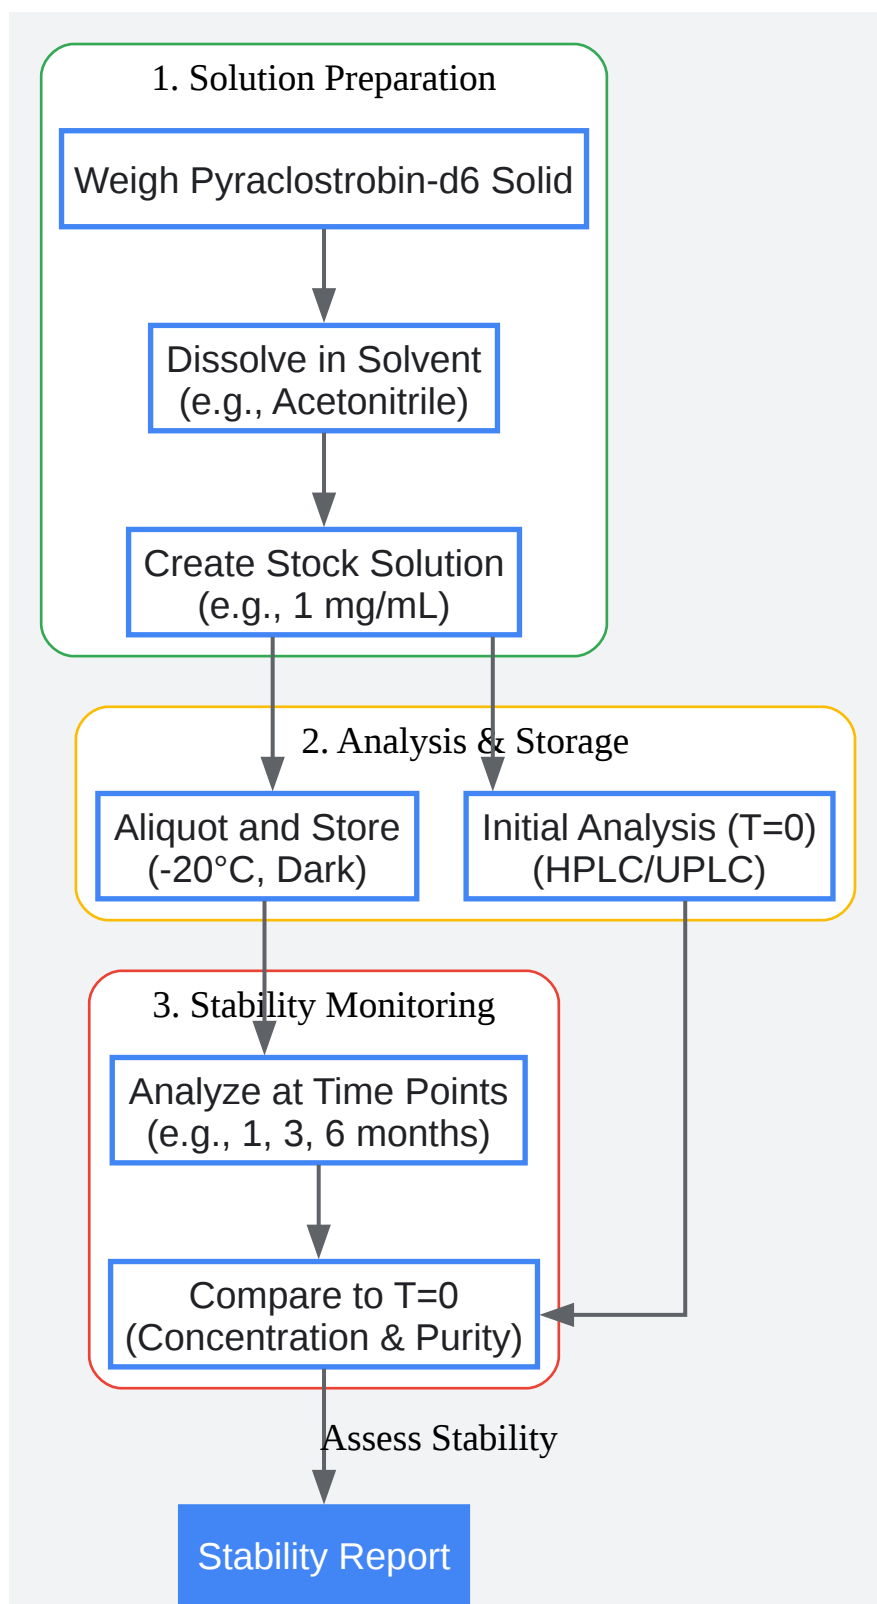 1. Solution Preparation
Weigh Pyraclostrobin-d6 Solid
Dissolve in Solvent
(e.g., Acetonitrile)
Create Stock Solution
(e.g., 1 mg/mL)
2. Analysis & Storage
Aliquot and Store
(-20°C, Dark)
Initial Analysis (T=0)
(HPLC/UPLC)
3. Stability Monitoring
Analyze at Time Points
(e.g., 1, 3, 6 months)
Compare to T=0
(Concentration & Purity)
Assess Stability
Stability Report